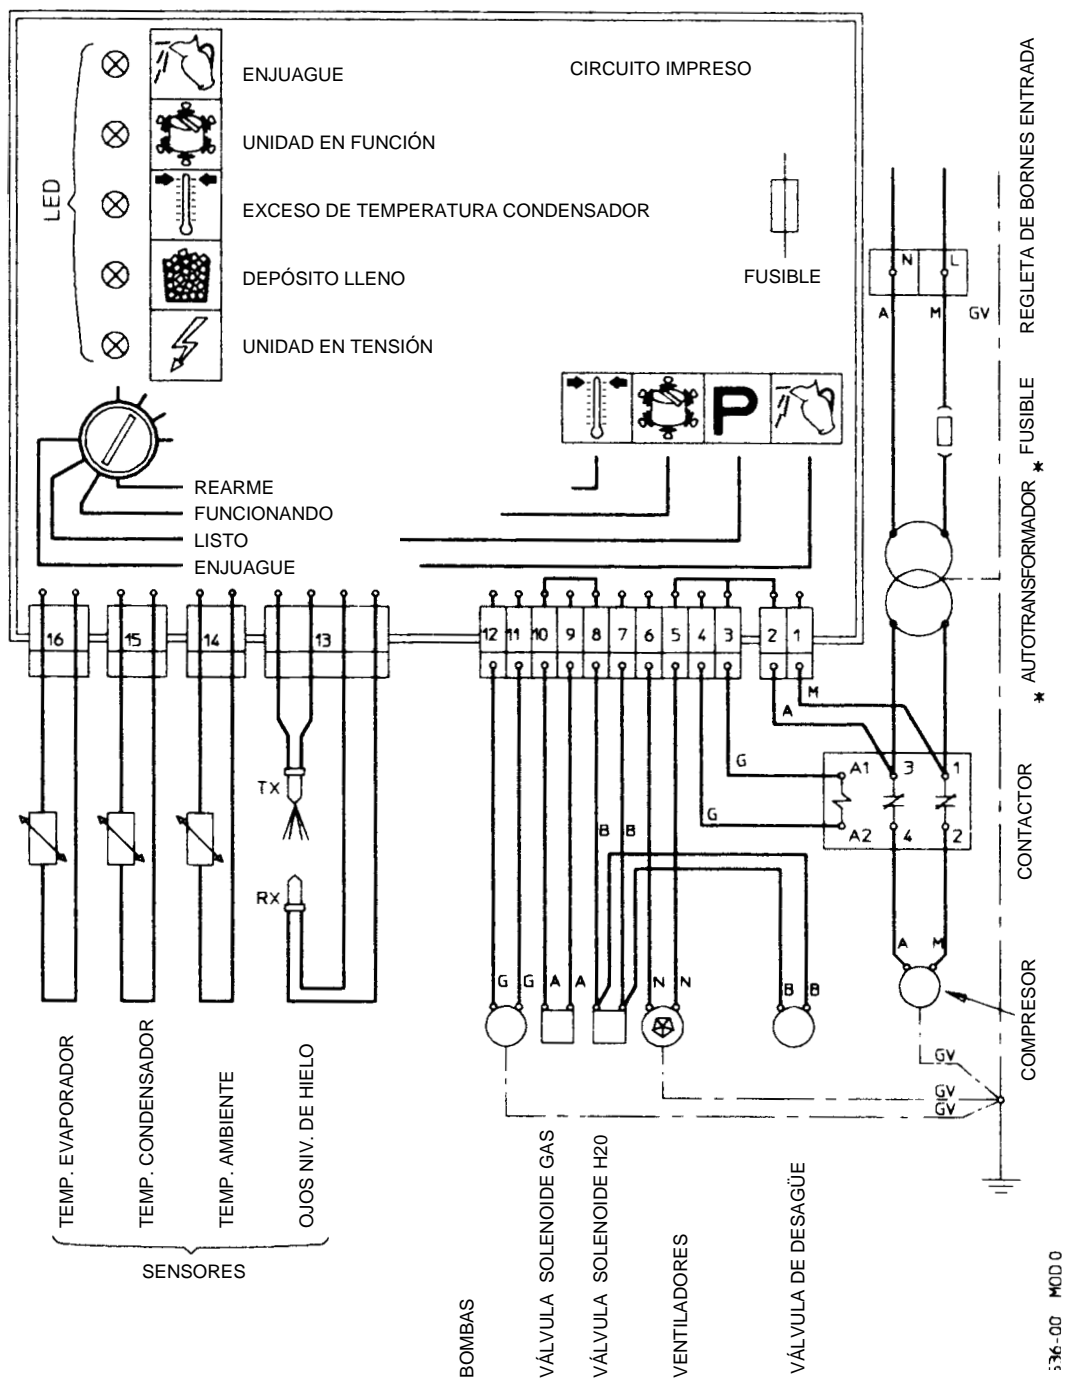 ENJUAGUE
CIRCUITO IMPRESO
UNIDAD EN FUNCIÓN
EXCESO DE TEMPERATURA CONDENSADOR
FUSIBLE
DEPÓSITO LLENO
UNIDAD EN TENSIÓN
LED
P
REARME
FUNCIONANDO
LISTO
ENJUAGUE
N L
A M GV
REGLETA DE BORNES ENTRADA
* FUSIBLE
* AUTOTRANSFORMADOR
CONTACTOR
COMPRESOR
16 15 14 13 12 11 10 9 8 7 6 5 4 3 2 1
M
A
G
A1 3 1
G
A2 4 2
B B
TX
RX
A M
G G A A N N B B
GV
GV
GV
TEMP. EVAPORADOR
TEMP. CONDENSADOR
TEMP. AMBIENTE
OJOS NIV. DE HIELO
SENSORES
BOMBAS
VÁLVULA SOLENOIDE GAS
VÁLVULA SOLENOIDE H20
VENTILADORES
VÁLVULA DE DESAGÜE
36-00 MOD 0